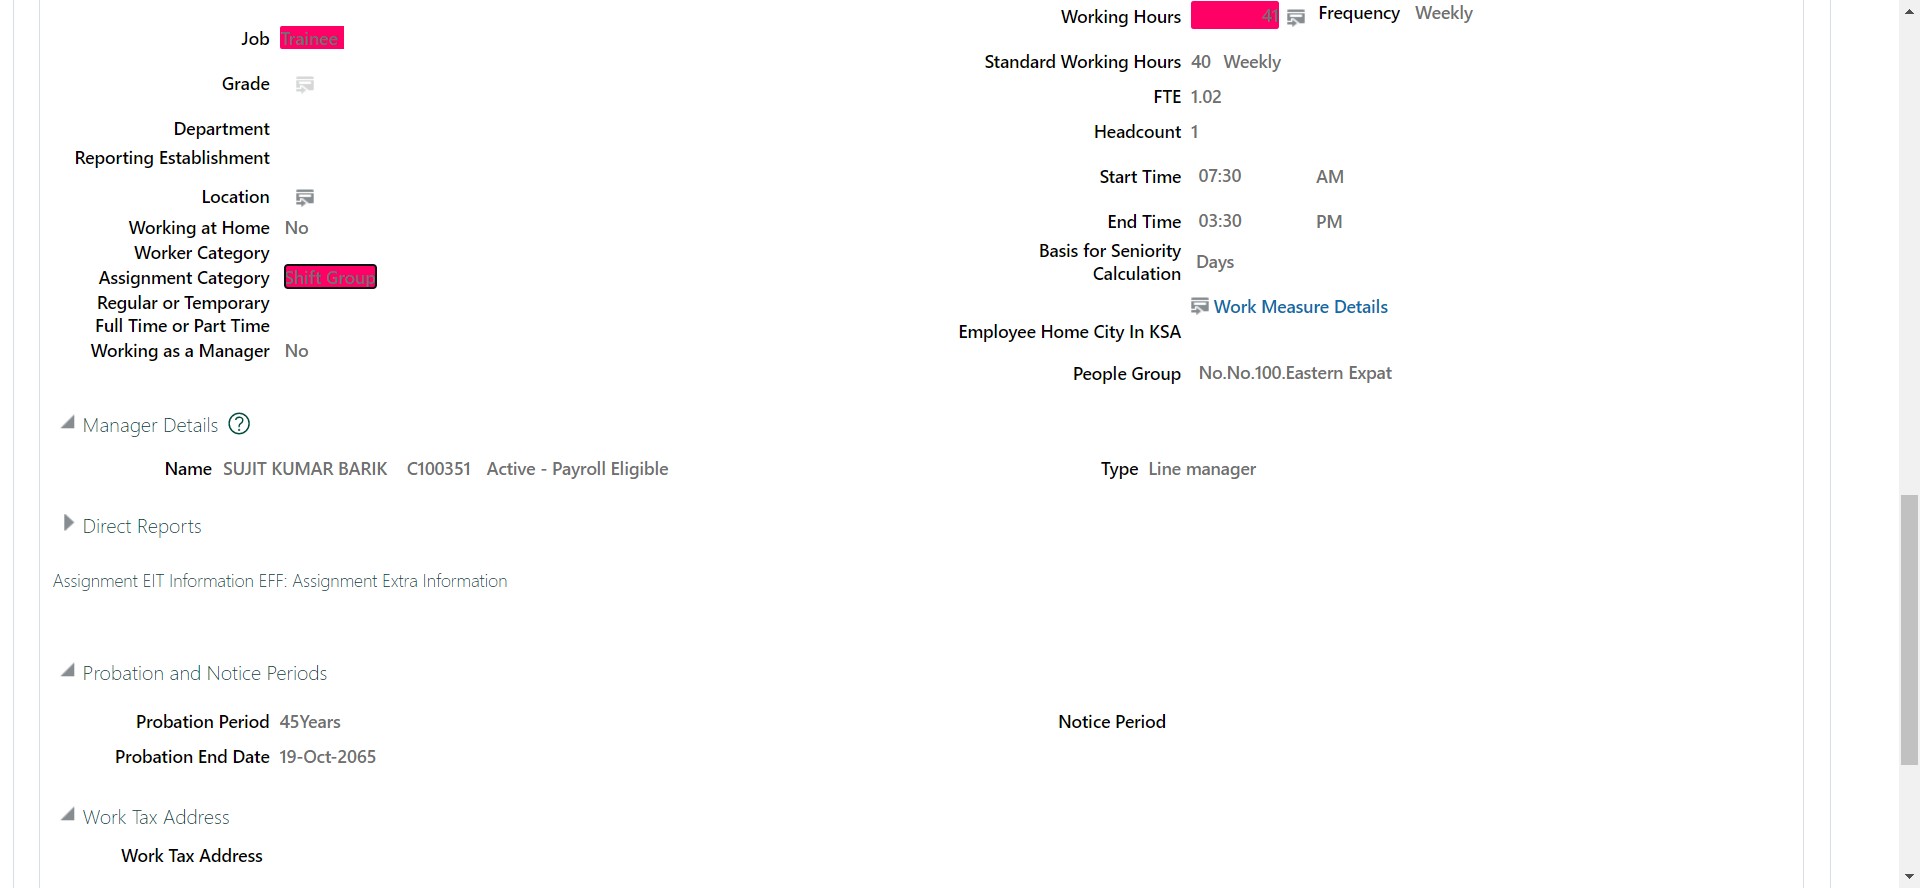 Job Trainee
Grade
Department
Reporting Establishment
Location
Working at Home No
Worker Category
Assignment Category Shift Group
Regular or Temporary
Full Time or Part Time
Working as a Manager No
Working Hours 41 Frequency Weekly
Standard Working Hours 40 Weekly
FTE 1.02
Headcount 1
Start Time 07:30 AM
End Time 03:30 PM
Basis for Seniority
Calculation Days
Work Measure Details
Employee Home City In KSA
People Group No.No.100.Eastern Expat
Manager Details ?
Name SUJIT KUMAR BARIK C100351 Active - Payroll Eligible Type Line manager
Direct Reports
Assignment EIT Information EFF: Assignment Extra Information
Probation and Notice Periods
Probation Period 45Years Notice Period
Probation End Date 19-Oct-2065
Work Tax Address
Work Tax Address